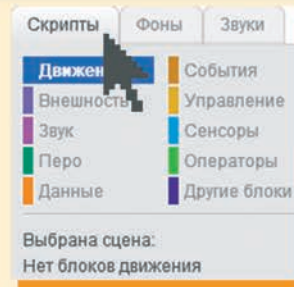 Скрипты Фоны Звуки
Движен События
Внешность Управление
Звук Сенсоры
Перо Операторы
Данные Другие блоки
Выбрана сцена:
Нет блоков движения